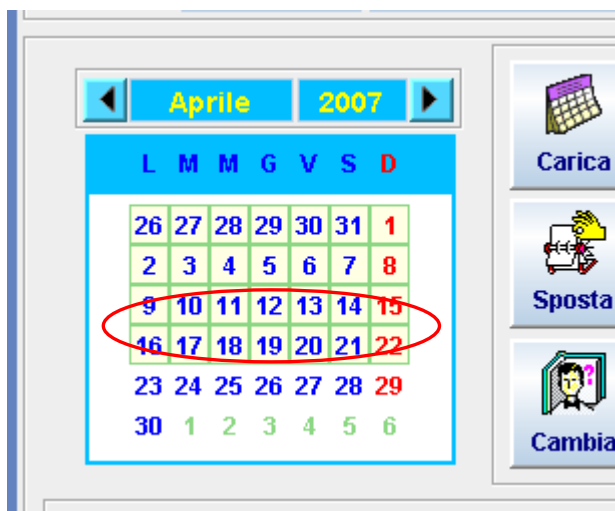 Aprile 2007
L M M G V S D
26 27 28 29 30 31 1
2 3 4 5 6 7 8
9 10 11 12 13 14 15
16 17 18 19 20 21 22
23 24 25 26 27 28 29
30 1 2 3 4 5 6
Carica
Sposta
Cambia